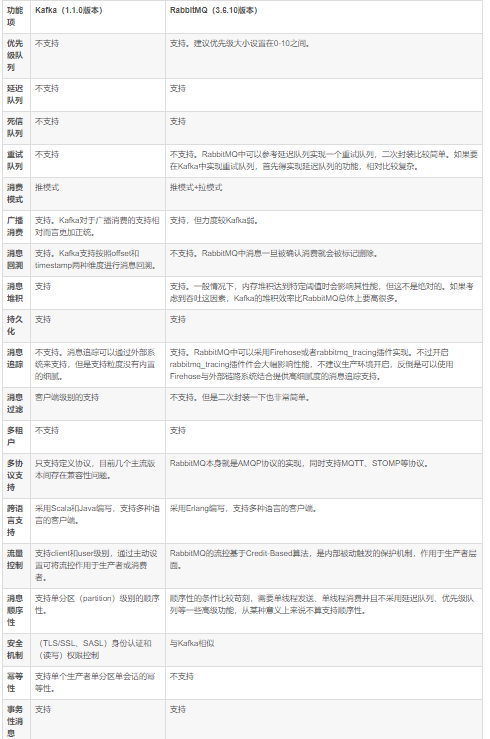 功能项 Kafka（1.1.0版本） RabbitMQ（3.6.10版本）
优先级队列 不支持 支持。建议优先级大小设置在0-10之间。
延迟队列 不支持 支持
死信队列 不支持 支持
重试队列 不支持 不支持。RabbitMQ中可以参考延迟队列实现一个重试队列，二次封装比较简单。如果要
在Kafka中实现重试队列，首先得实现延迟队列的功能，相对比较复杂。
消费模式 推模式 推模式+拉模式
广播消费 支持。Kafka对于广播消费的支持相
对而言更加正统。 支持，但力度较Kafka弱。
消息回溯 支持。Kafka支持按照offset和
timestamp两种维度进行消息回溯。 不支持。RabbitMQ中消息一旦被确认消费就会被标记删除。
消息堆积 支持 支持。一般情况下，内存堆积达到特定阈值时会影响其性能，但这不是绝对的。如果考
虑到吞吐这因素，Kafka的堆积效率比RabbitMQ总体上要高很多。
持久化 支持 支持
消息追踪 不支持。消息追踪可以通过外部系
统来支持，但是支持粒度没有内置
的细腻。 支持。RabbitMQ中可以采用Firehose或者rabbitmq_tracing插件实现。不过开启
rabbitmq_tracing插件件会大幅影响性能，不建议生产环境开启，反倒是可以使用
Firehose与外部链路系统结合提供高细腻度的消息追踪支持。
消息过滤 客户端级别的支持 不支持。但是二次封装一下也非常简单。
多租户 不支持 支持
多协议支持 只支持定义协议，目前几个主流版
本间存在兼容性问题。 RabbitMQ本身就是AMQP协议的实现，同时支持MQTT、STOMP等协议。
跨语言支持 采用Scala和Java编写，支持多种语
言的客户端。 采用Erlang编写，支持多种语言的客户端。
流量控制 支持client和user级别，通过主动设
置可将流控作用于生产者或消费
者。 RabbitMQ的流控基于Credit-Based算法，是内部被动触发的保护机制，作用于生产者层
面。
消息顺序性 支持单分区（partition）级别的顺序
性。 顺序性的条件比较苛刻，需要单线程发送、单线程消费并且不采用延迟队列、优先级队
列等一些高级功能，从某种意义上来说不算支持顺序性。
安全机制 （TLS/SSL、SASL）身份认证和
（读写）权限控制 与Kafka相似
幂等性 支持单个生产者单分区单会话的幂
等性。 不支持
事务性消息 支持 支持